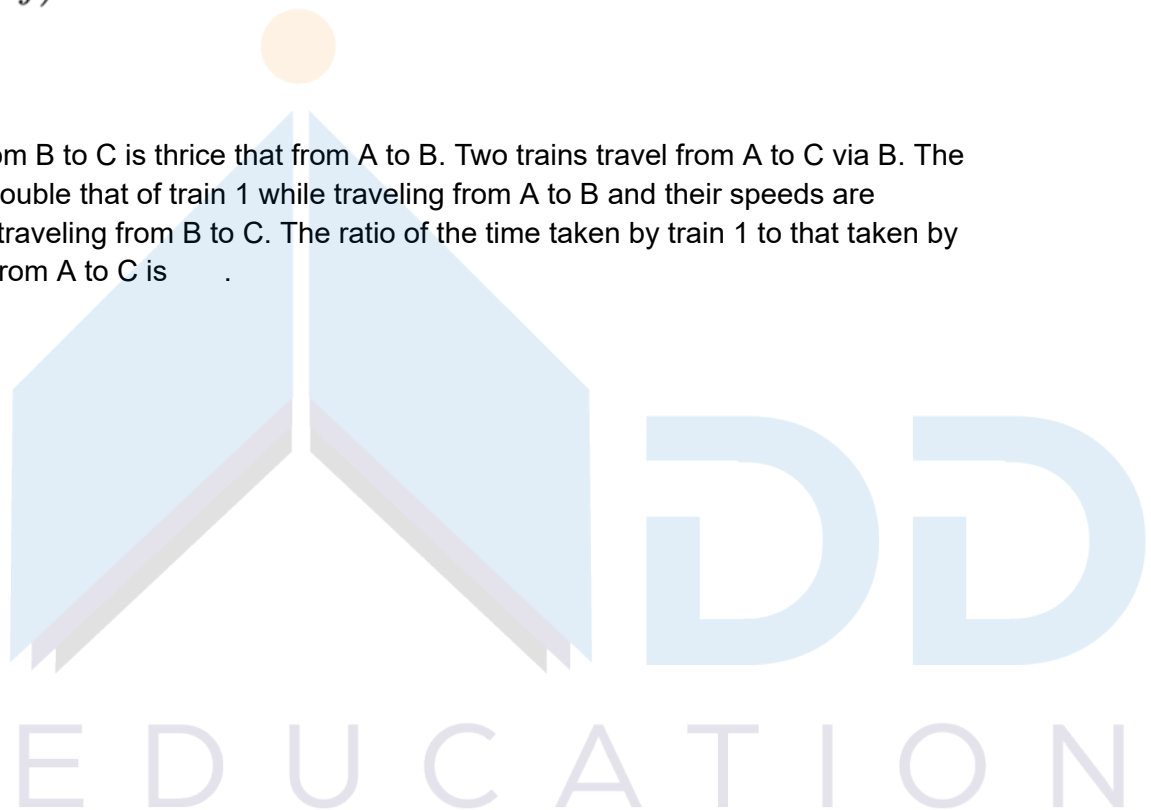 om B to C is thrice that from A to B. Two trains travel from A to C via B. The
ouble that of train 1 while traveling from A to B and their speeds are
traveling from B to C. The ratio of the time taken by train 1 to that taken by
rom A to C is .
DD
EDUCATION